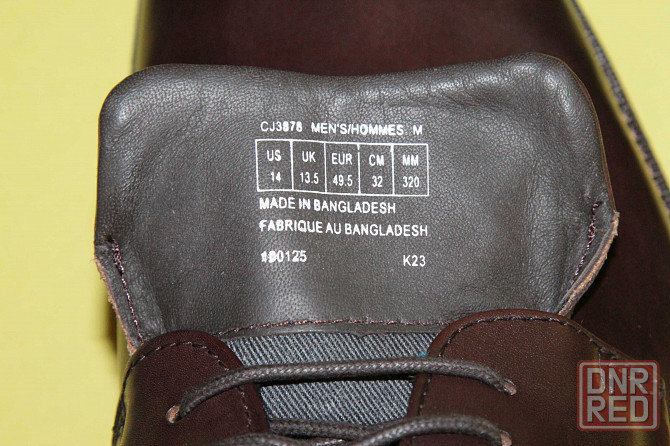 CJ3878 MEN'S/HOMMES M
US UK EUR CM MM
14 13.5 49.5 32 320
MADE IN BANGLADESH
FABRIQUE AU BANGLADESH
K23
DNR
RED